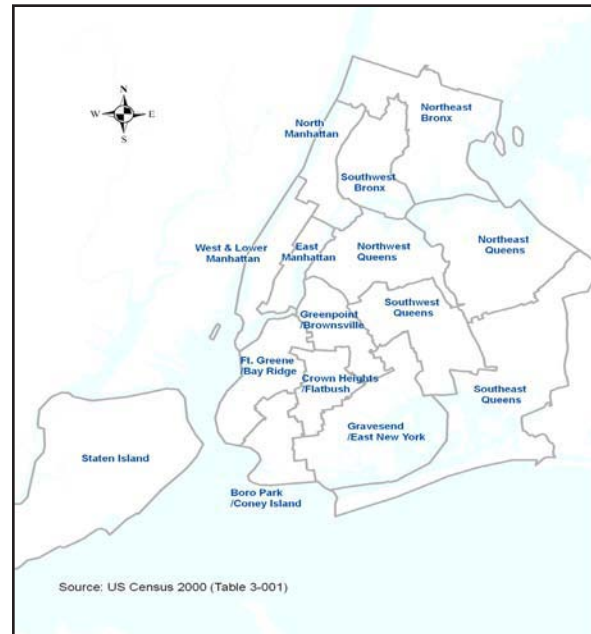 N
W E
S
Northeast
Bronx
North
Manhattan
Southwest
Bronx
West & Lower
Manhattan
East
Manhattan
Northwest
Queens
Northeast
Queens
Greenpoint
/Brownsville
Southwest
Queens
Ft. Greene
/Bay Ridge
Crown Heights
/Flatbush
Southeast
Queens
Gravesend
/East New York
Staten Island
Boro Park
/Coney Island
Source: US Census 2000 (Table 3-001)